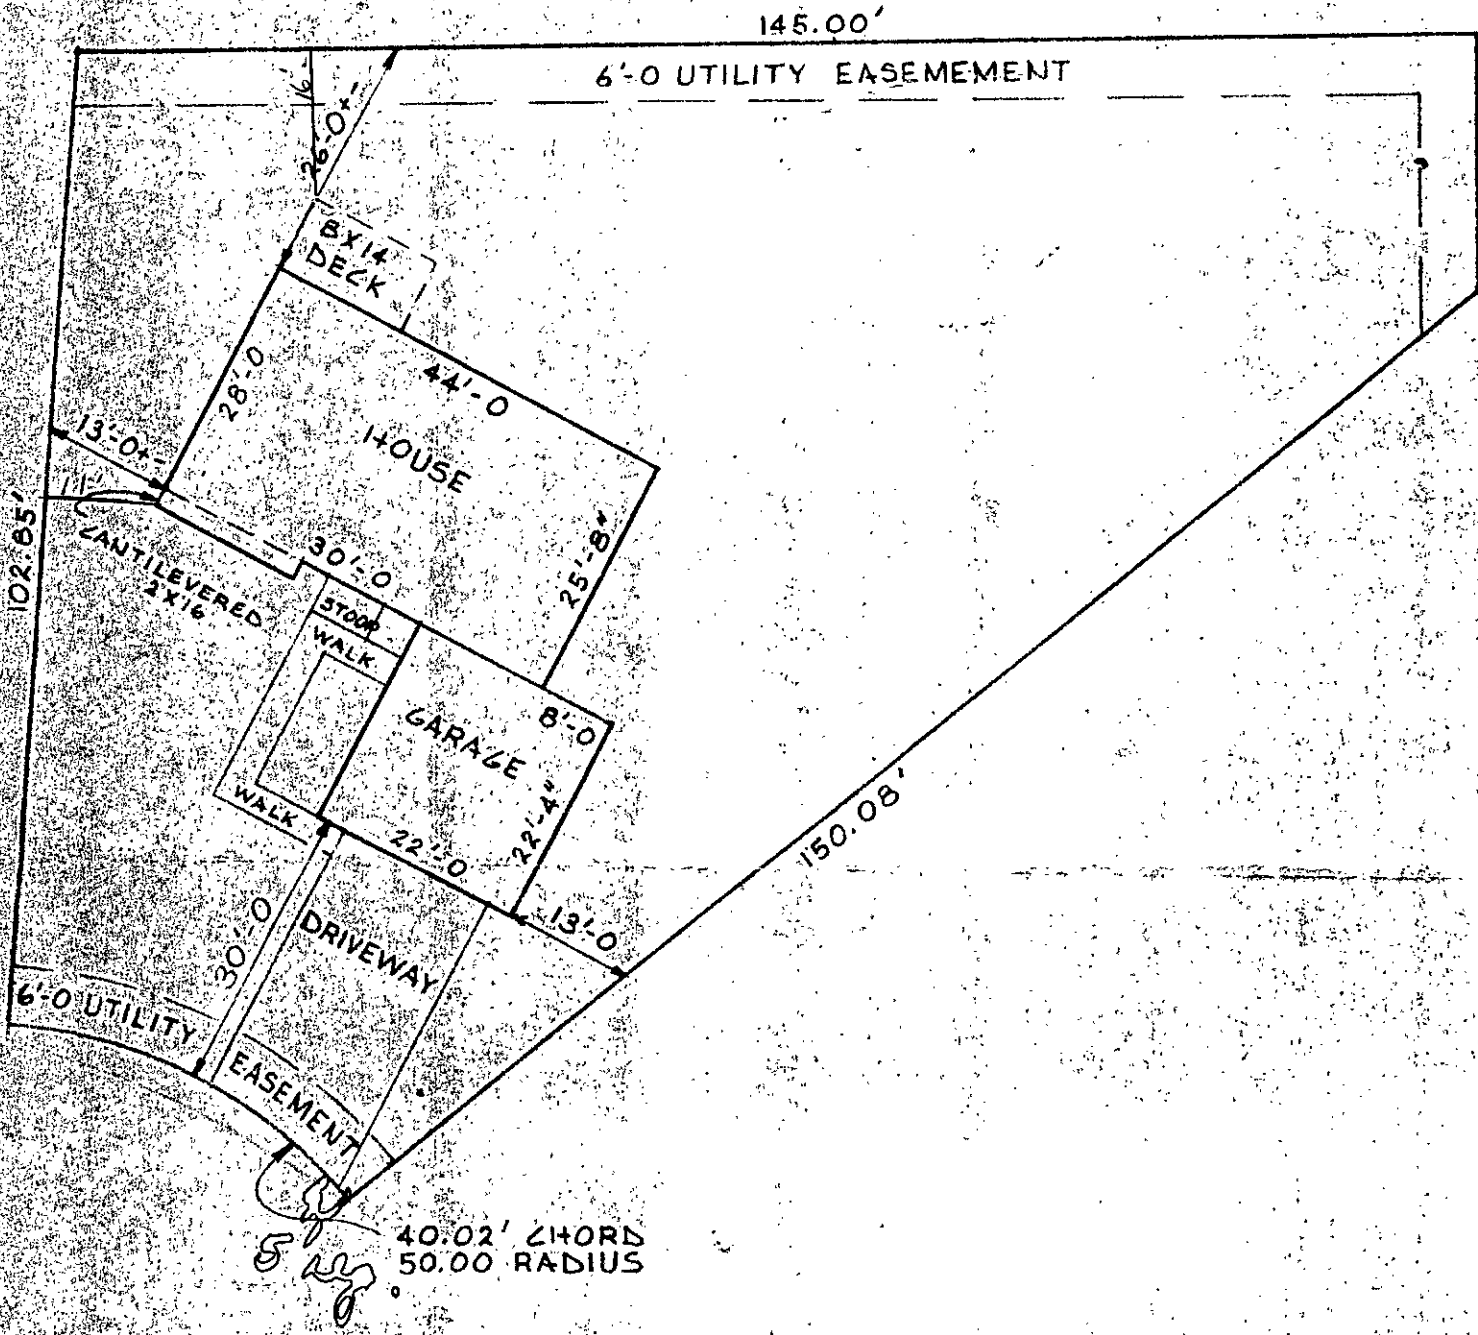 145.00'
6'-0 UTILITY EASEMEMENT
16'
26'-0+-
8X14
DECK
28'-0
44'-0
HOUSE
13'-0+-
11'
102.85'
CANTILEVERED
2X16
30'-0
25'-8"
STOOP
WALK
GARAGE
8'-0
22'-4"
WALK
22'-0
150.08'
13'-0
30'-0
DRIVEWAY
6'-0 UTILITY EASEMENT
40.02' CHORD
50.00 RADIUS